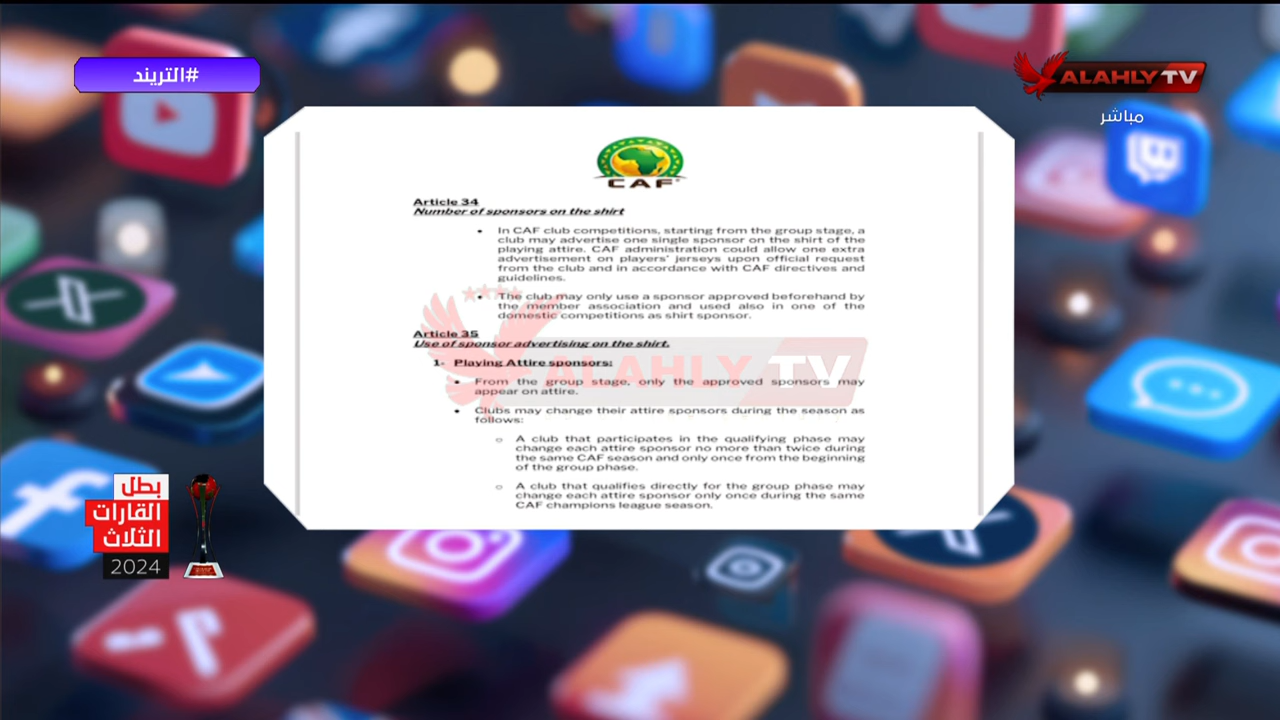 #التريند
ALAHLY TV
مباشر
CAF
Article 34
Number of sponsors on the shirt
• In CAF club competitions, starting from the group stage, a
club may advertise one single sponsor on the shirt of the
playing attire. CAF administration could allow one extra
advertisement on players' jerseys upon official request
from the club and in accordance with CAF directives and
guidelines.
• The club may only use a sponsor approved beforehand by
the member association and used also in one of the
domestic competitions as shirt sponsor.
Article 35
Use of sponsor advertising on the shirt.
1- Playing Attire sponsors:
ALAHLY TV
• From the group stage, only the approved sponsors may
appear on attire.
• Clubs may change their attire sponsors during the season as
follows:
o A club that participates in the qualifying phase may
change each attire sponsor no more than twice during
the same CAF season and only once from the beginning
of the group phase.
o A club that qualifies directly for the group phase may
change each attire sponsor only once during the same
CAF champions league season.
بطل
القارات
الثلاث
2024